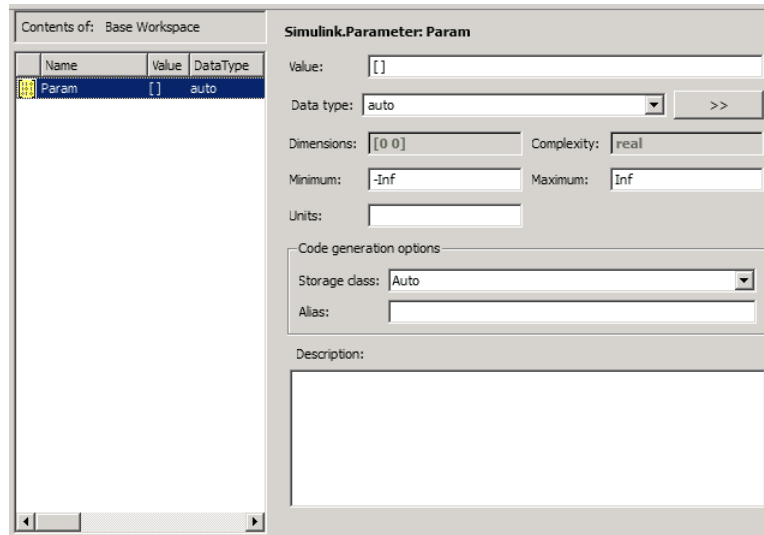 Contents of: Base Workspace
Name Value DataType
Param [ ] auto
Simulink.Parameter: Param
Value: []
Data type: auto >>
Dimensions: [0 0] Complexity: real
Minimum: -Inf Maximum: Inf
Units:
Code generation options
Storage class: Auto
Alias:
Description: